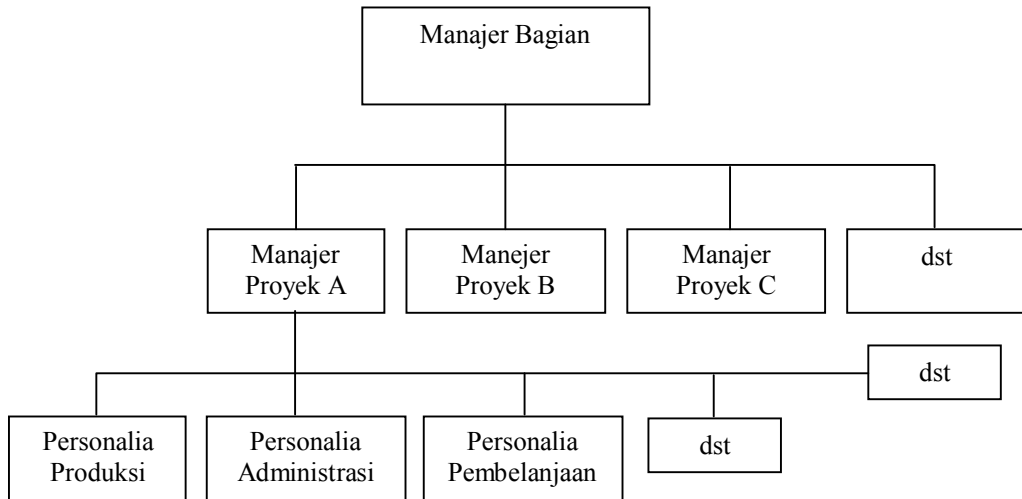 Manajer Bagian
Manajer
Proyek A
Manejer
Proyek B
Manajer
Proyek C
dst
dst
Personalia
Produksi
Personalia
Administrasi
Personalia
Pembelanjaan
dst